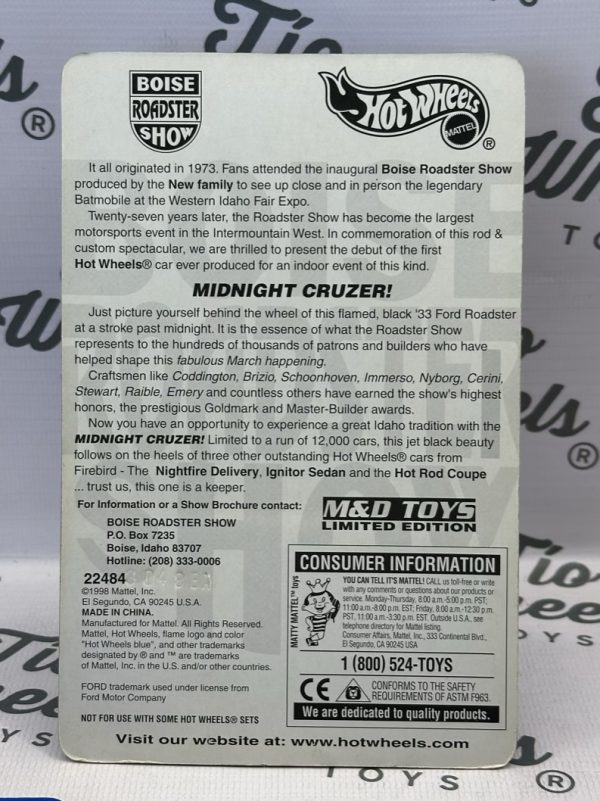 BOISE
ROADSTER
SHOW
HOT WHEELS
MATTEL
®
It all originated in 1973. Fans attended the inaugural Boise Roadster Show
produced by the New family to see up close and in person the legendary
Batmobile at the Western Idaho Fair Expo.
Twenty-seven years later, the Roadster Show has become the largest
motorsports event in the Intermountain West. In commemoration of this rod &
custom spectacular, we are thrilled to present the debut of the first
Hot Wheels® car ever produced for an indoor event of this kind.
MIDNIGHT CRUZER!
Just picture yourself behind the wheel of this flamed, black '33 Ford Roadster
at a stroke past midnight. It is the essence of what the Roadster Show
represents to the hundreds of thousands of patrons and builders who have
helped shape this fabulous March happening.
Craftsmen like Coddington, Brizio, Schoonhoven, Immerso, Nyborg, Cerini,
Stewart, Raible, Emery and countless others have earned the show's highest
honors, the prestigious Goldmark and Master-Builder awards.
Now you have an opportunity to experience a great Idaho tradition with the
MIDNIGHT CRUZER! Limited to a run of 12,000 cars, this jet black beauty
follows on the heels of three other outstanding Hot Wheels® cars from
Firebird - The Nightfire Delivery, Ignitor Sedan and the Hot Rod Coupe
... trust us, this one is a keeper.
For Information or a Show Brochure contact:
BOISE ROADSTER SHOW
P.O. Box 7235
Boise, Idaho 83707
Hotline: (208) 333-0006
M&D TOYS
LIMITED EDITION
22484
©1998 Mattel, Inc.
El Segundo, CA 90245 U.S.A.
MADE IN CHINA.
Manufactured for Mattel. All Rights Reserved.
Mattel, Hot Wheels, flame logo and color
"Hot Wheels blue", and other trademarks
designated by ® and ™ are trademarks
of Mattel, Inc. in the U.S. and/or other countries.
FORD trademark used under license from
Ford Motor Company
NOT FOR USE WITH SOME HOT WHEELS® SETS
CONSUMER INFORMATION
MATTY MATTEL™ toys
YOU CAN TELL IT'S MATTEL! CALL us toll-free or write
with any comments or questions about our products or
service. Monday-Thursday, 8:00 a.m.-5:00 p.m. PST;
11:00 a.m.-8:00 p.m. EST; Friday, 8:00 a.m.-12:30 p.m.
PST, 11:00 a.m.-3:30 p.m. EST. Outside U.S.A., see
telephone directory for Mattel listing.
Consumer Affairs, Mattel, Inc., 333 Continental Blvd.,
El Segundo, CA 90245 USA
1 (800) 524-TOYS
CE
CONFORMS TO THE SAFETY
REQUIREMENTS OF ASTM F963.
We are dedicated to quality products.
Visit our website at: www.hotwheels.com
Tio
Wheels
TOYS
®